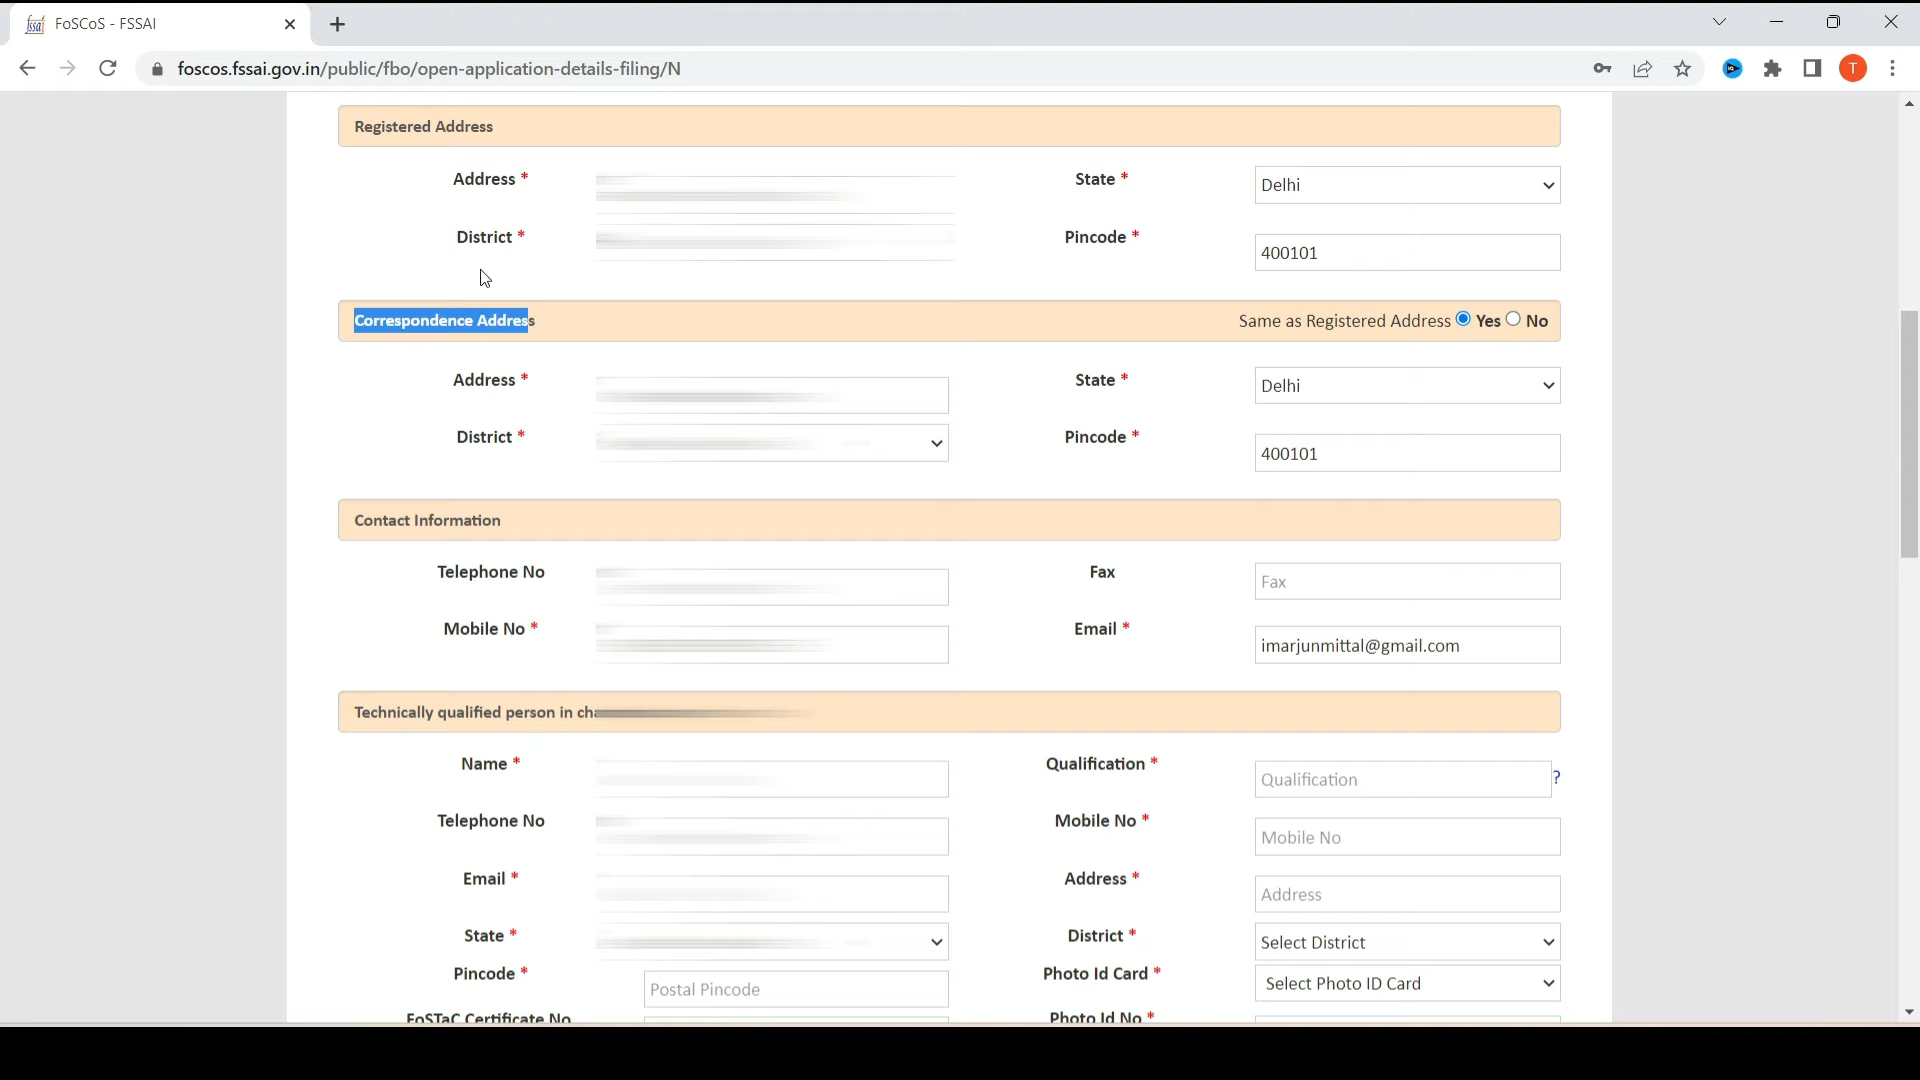 FoSCoS - FSSAI
foscos.fssai.gov.in/public/fbo/open-application-details-filing/N
T
Registered Address
Address *
State *
Delhi
District *
Pincode *
400101
Correspondence Address
Same as Registered Address Yes No
Address *
State *
Delhi
District *
Pincode *
400101
Contact Information
Telephone No
Fax
Fax
Mobile No *
Email *
imarjunmittal@gmail.com
Technically qualified person in
Name *
Qualification *
Qualification
?
Telephone No
Mobile No *
Mobile No
Email *
Address *
Address
State *
District *
Select District
Pincode *
Postal Pincode
Photo Id Card *
Select Photo ID Card
FoSTaC Certificate No
Photo Id No *